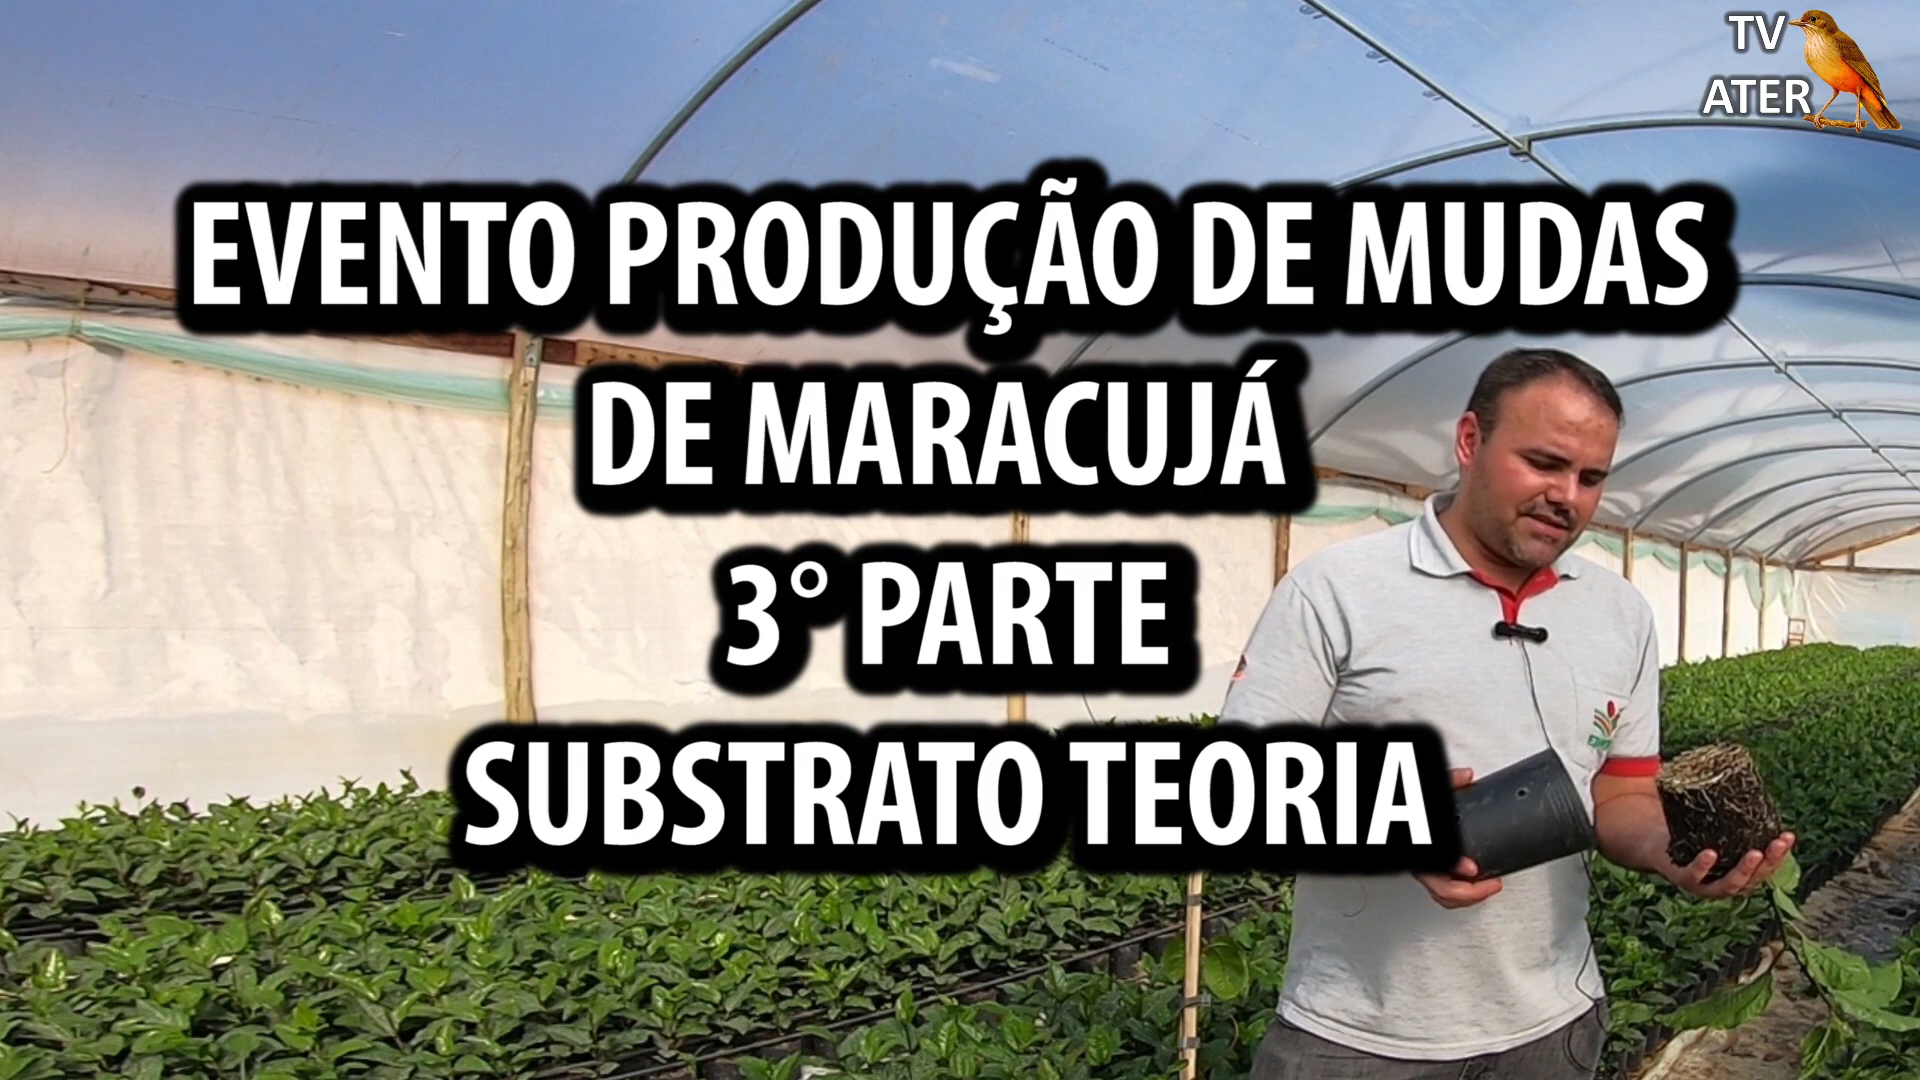 TV
ATER
EVENTO PRODUÇÃO DE MUDAS
DE MARACUJÁ
3° PARTE
SUBSTRATO TEORIA